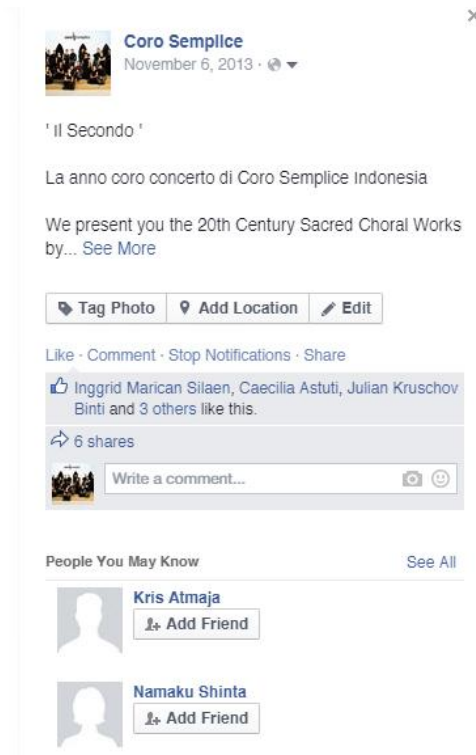 Coro Semplice
November 6, 2013 ·
' Il Secondo '
La anno coro concerto di Coro Semplice Indonesia
We present you the 20th Century Sacred Choral Works
by... See More
Tag Photo Add Location Edit
Like · Comment · Stop Notifications · Share
Inggrid Marican Silaen, Caecilia Astuti, Julian Kruschov
Binti and 3 others like this.
6 shares
Write a comment...
People You May Know See All
Kris Atmaja
Add Friend
Namaku Shinta
Add Friend